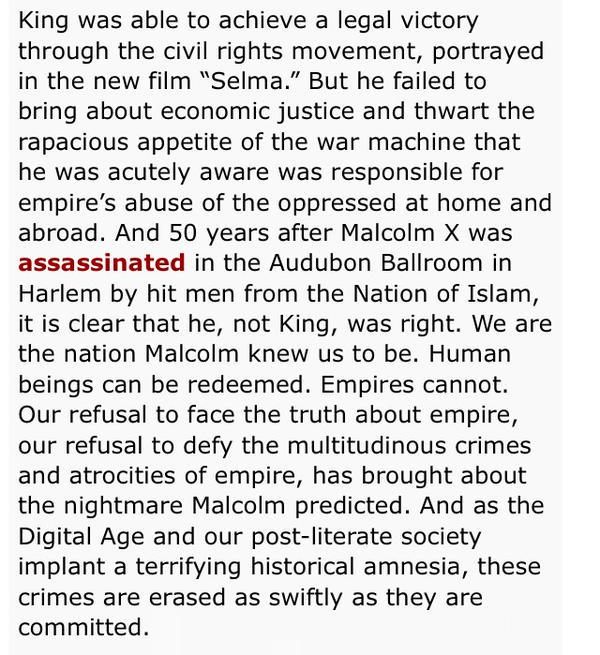 King was able to achieve a legal victory
through the civil rights movement, portrayed
in the new film “Selma.” But he failed to
bring about economic justice and thwart the
rapacious appetite of the war machine that
he was acutely aware was responsible for
empire’s abuse of the oppressed at home and
abroad. And 50 years after Malcolm X was
assassinated in the Audubon Ballroom in
Harlem by hit men from the Nation of Islam,
it is clear that he, not King, was right. We are
the nation Malcolm knew us to be. Human
beings can be redeemed. Empires cannot.
Our refusal to face the truth about empire,
our refusal to defy the multitudinous crimes
and atrocities of empire, has brought about
the nightmare Malcolm predicted. And as the
Digital Age and our post-literate society
implant a terrifying historical amnesia, these
crimes are erased as swiftly as they are
committed.